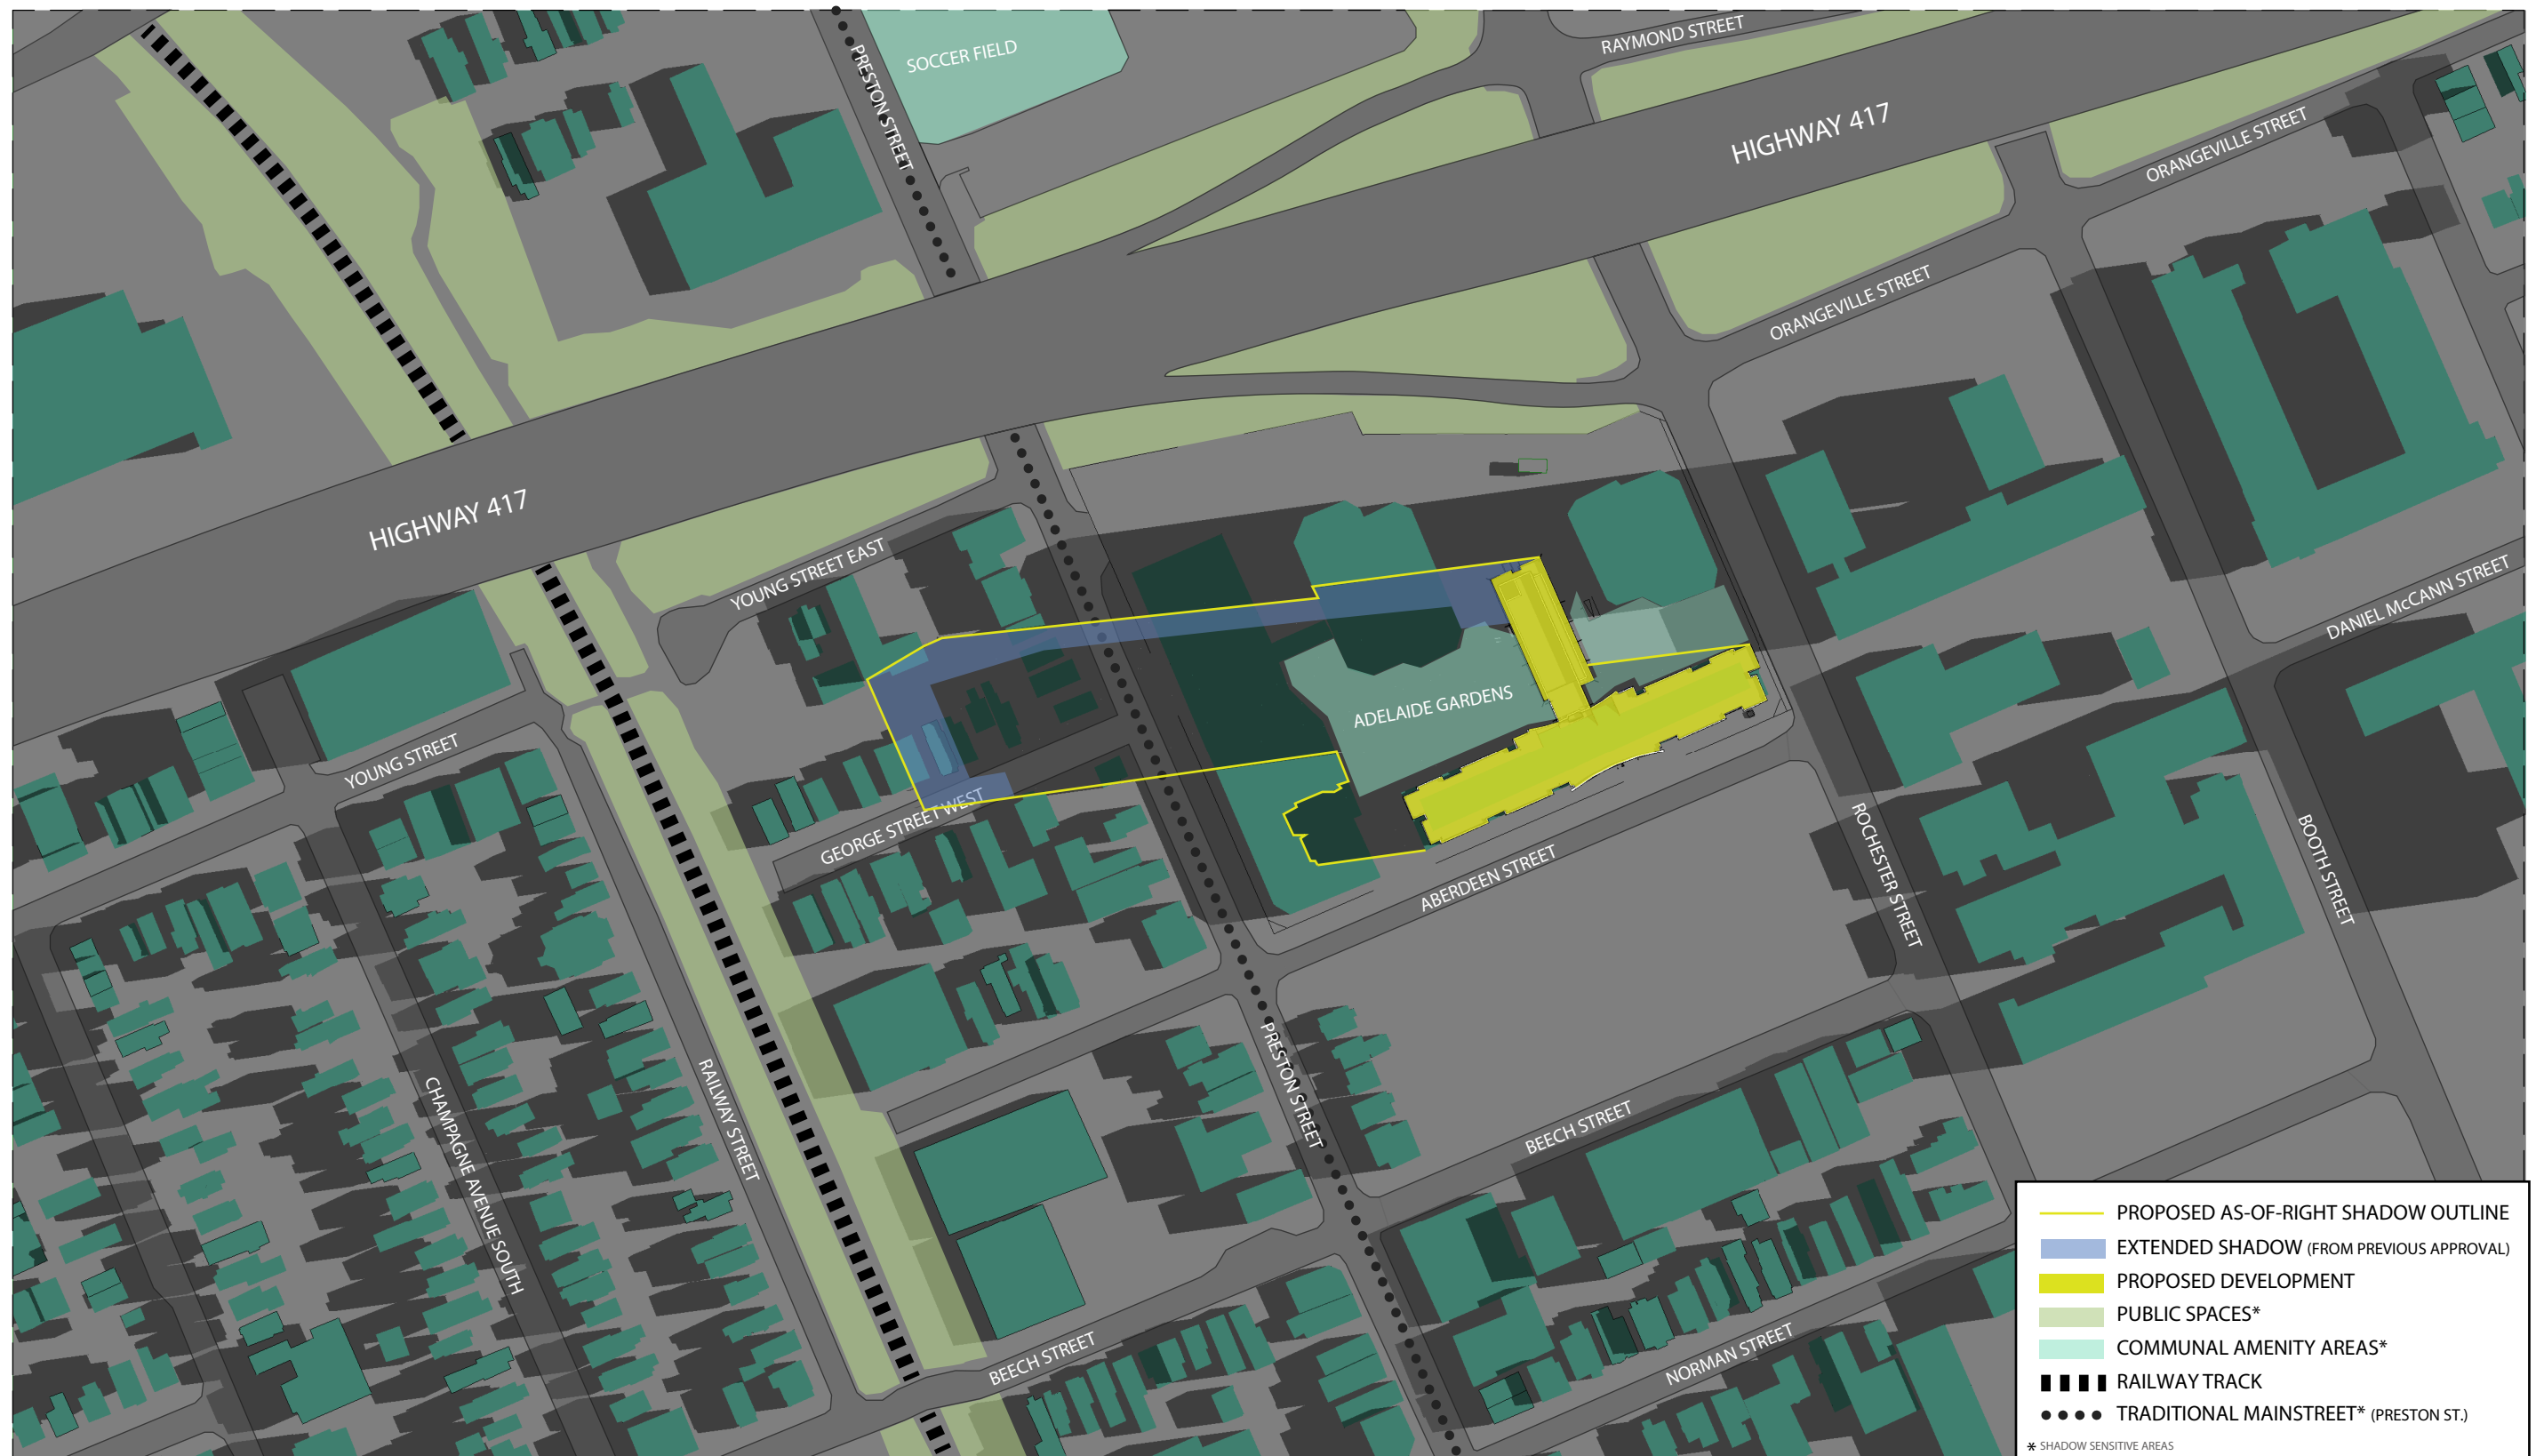 SOCCER FIELD
RAYMOND STREET
PRESTON STREET
HIGHWAY 417
ORANGEVILLE STREET
ORANGEVILLE STREET
HIGHWAY 417
YOUNG STREET EAST
DANIEL McCANN STREET
ADELAIDE GARDENS
YOUNG STREET
GEORGE STREET WEST
ABERDEEN STREET
ROCHESTER STREET
BOOTH STREET
RAILWAY STREET
CHAMPAGNE AVENUE SOUTH
PRESTON STREET
BEECH STREET
BEECH STREET
NORMAN STREET
PROPOSED AS-OF-RIGHT SHADOW OUTLINE
EXTENDED SHADOW (FROM PREVIOUS APPROVAL)
PROPOSED DEVELOPMENT
PUBLIC SPACES*
COMMUNAL AMENITY AREAS*
RAILWAY TRACK
TRADITIONAL MAINSTREET* (PRESTON ST.)
* SHADOW SENSITIVE AREAS